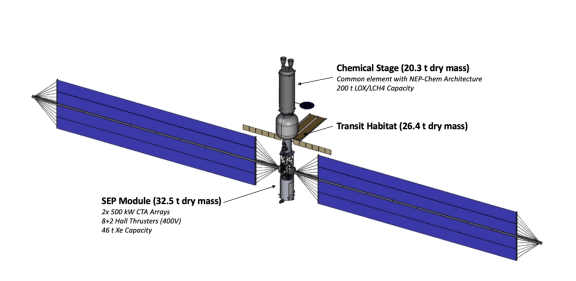 Chemical Stage (20.3 t dry mass)
Common element with NEP-Chem Architecture
200 t LOX/LCH4 Capacity
Transit Habitat (26.4 t dry mass)
SEP Module (32.5 t dry mass)
2x 500 kW CTA Arrays
8+2 Hall Thrusters (400V)
46 t Xe Capacity